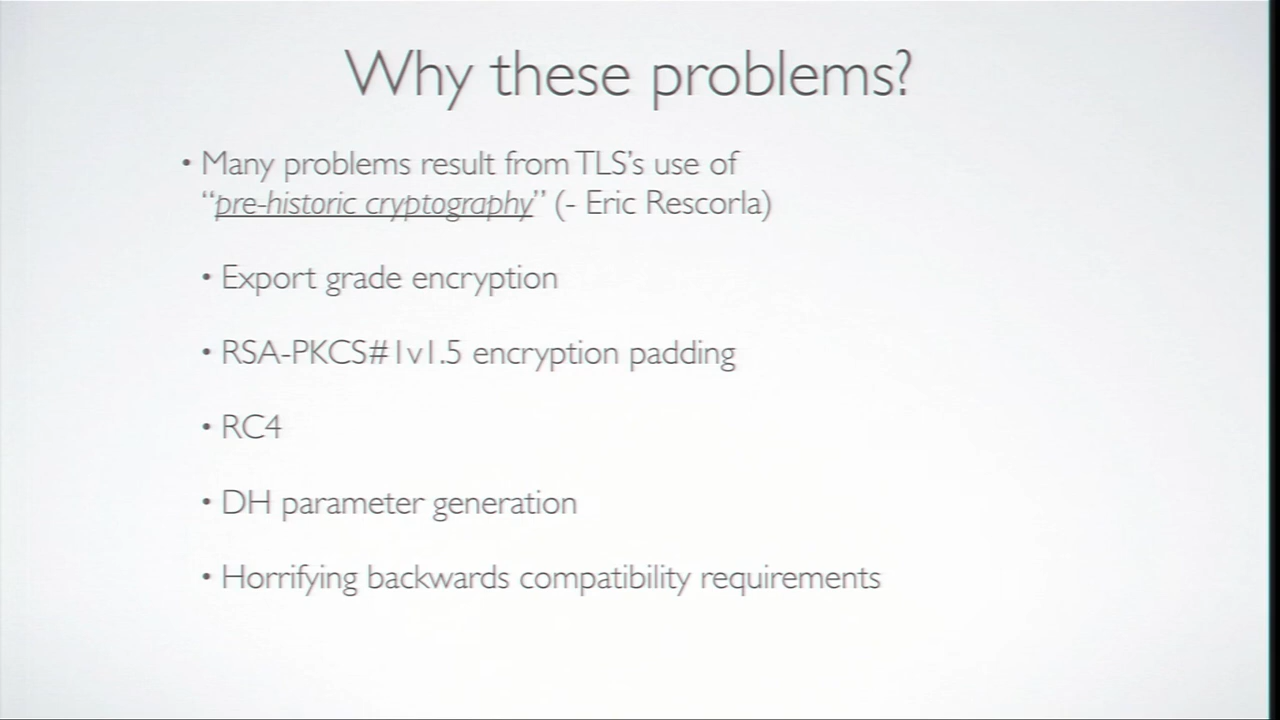 Why these problems?
• Many problems result from TLS's use of
“pre-historic cryptography” (- Eric Rescorla)
• Export grade encryption
• RSA-PKCS#1v1.5 encryption padding
• RC4
• DH parameter generation
• Horrifying backwards compatibility requirements